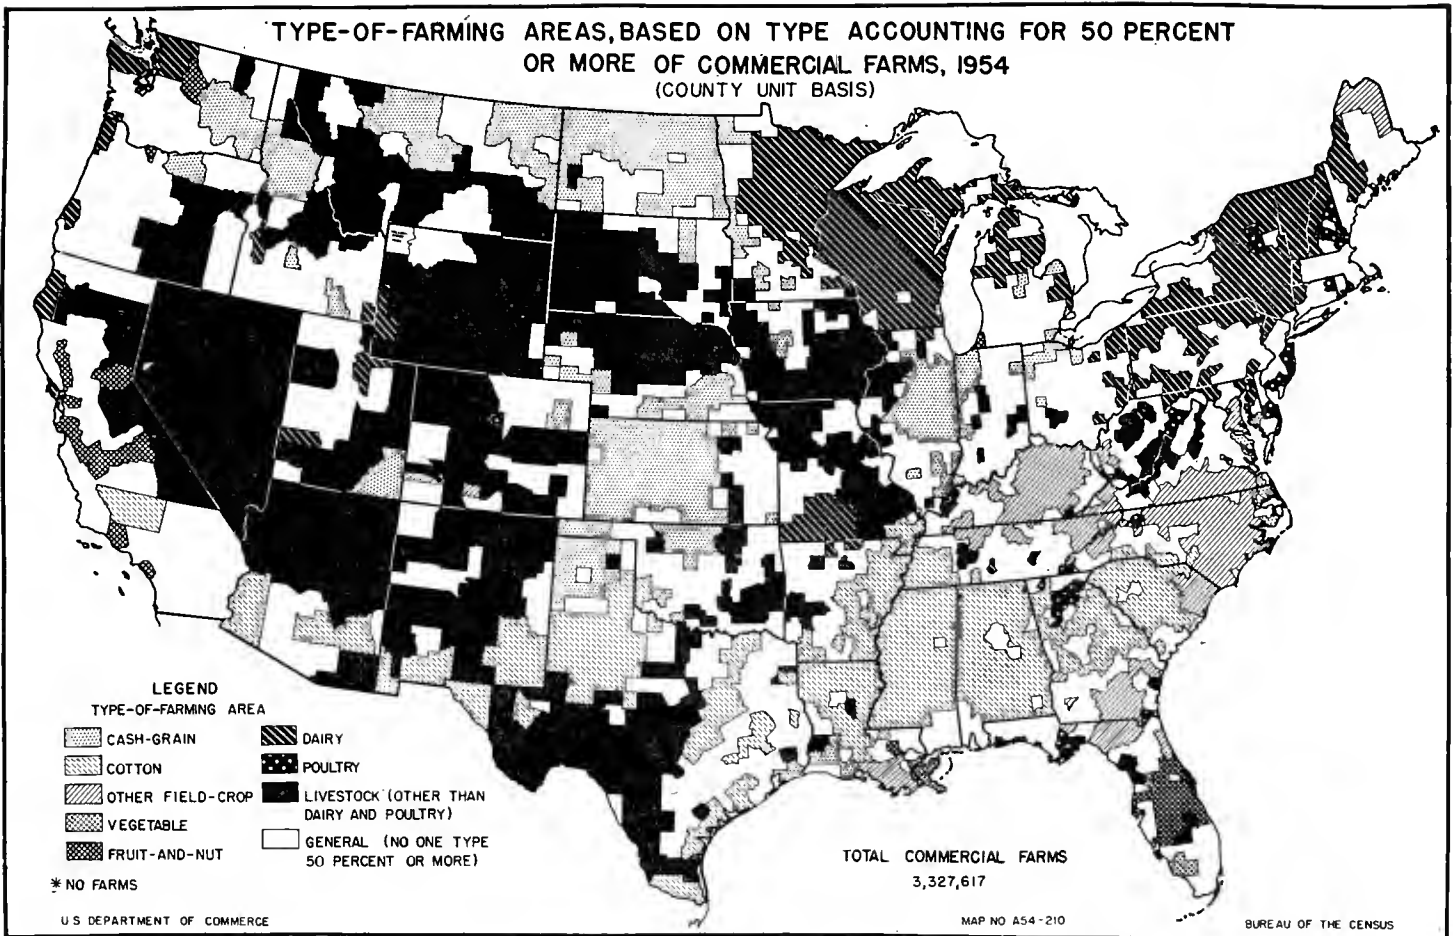 TYPE-OF-FARMING AREAS, BASED ON TYPE ACCOUNTING FOR 50 PERCENT
OR MORE OF COMMERCIAL FARMS, 1954
(COUNTY UNIT BASIS)
LEGEND
TYPE-OF-FARMING AREA
CASH-GRAIN
COTTON
OTHER FIELD-CROP
VEGETABLE
FRUIT-AND-NUT
* NO FARMS
DAIRY
POULTRY
LIVESTOCK (OTHER THAN
DAIRY AND POULTRY)
GENERAL (NO ONE TYPE
50 PERCENT OR MORE)
TOTAL COMMERCIAL FARMS
3,327,617
U S DEPARTMENT OF COMMERCE
MAP NO A54-210
BUREAU OF THE CENSUS